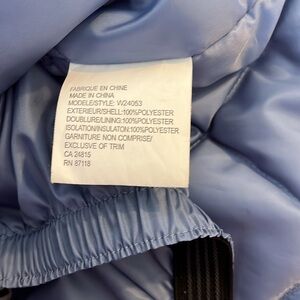 FABRIQUE EN CHINE
MADE IN CHINA
MODELE/STYLE: W24053
EXTERIEUR/SHELL:100%POLYESTER
DOUBLURE/LINING:100%POLYESTER
ISOLATION/INSULATON:100%POLYESTER
GARNITURE NON COMPRISE/
EXCLUSIVE OF TRIM
CA 24815
RN 87118